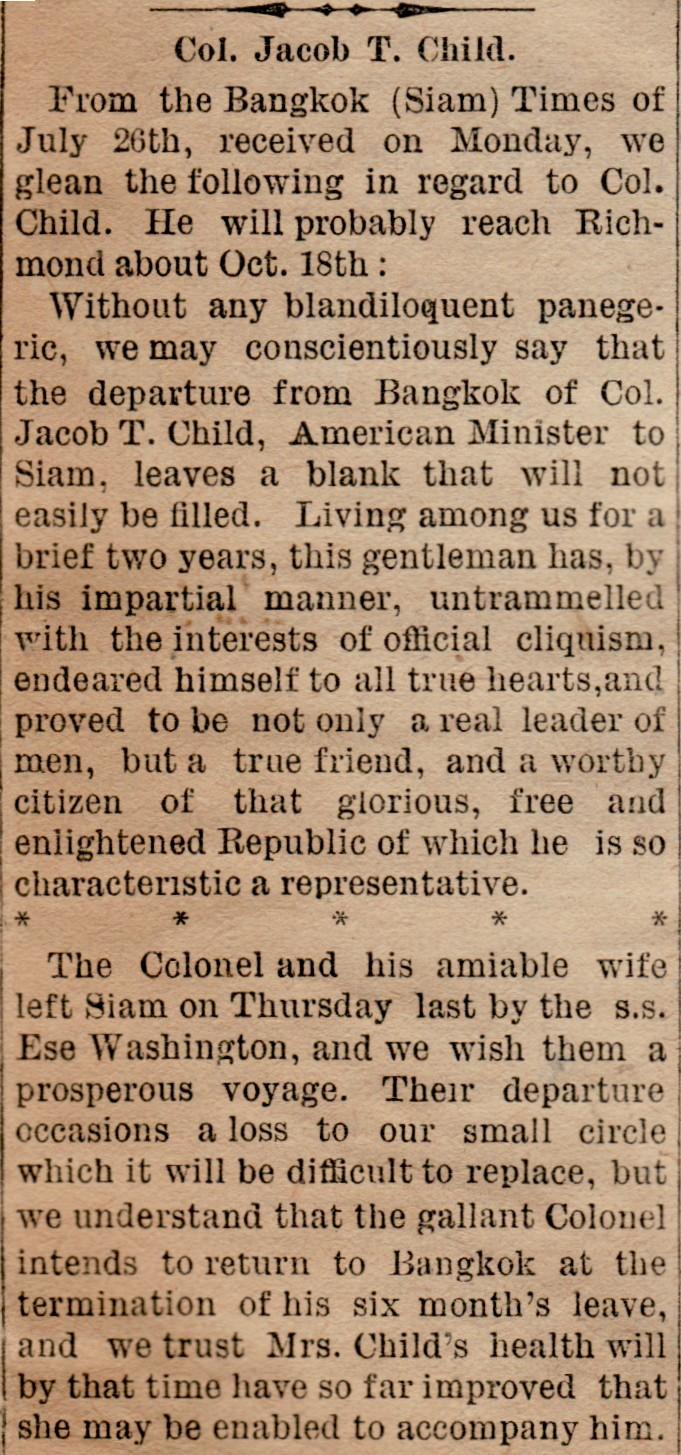 Col. Jacob T. Child.
From the Bangkok (Siam) Times of
July 26th, received on Monday, we
glean the following in regard to Col.
Child. He will probably reach Rich-
mond about Oct. 18th :
Without any blandiloquent panege-
ric, we may conscientiously say that
the departure from Bangkok of Col.
Jacob T. Child, American Minister to
Siam, leaves a blank that will not
easily be filled. Living among us for a
brief two years, this gentleman has, by
his impartial manner, untrammelled
with the interests of official cliquism,
endeared himself to all true hearts,and
proved to be not only a real leader of
men, but a true friend, and a worthy
citizen of that glorious, free and
enlightened Republic of which he is so
characteristic a representative.
* * * * *
The Colonel and his amiable wife
left Siam on Thursday last by the s.s.
Ese Washington, and we wish them a
prosperous voyage. Their departure
occasions a loss to our small circle
which it will be difficult to replace, but
we understand that the gallant Colonel
intends to return to Bangkok at the
termination of his six month's leave,
and we trust Mrs. Child's health will
by that time have so far improved that
she may be enabled to accompany him.